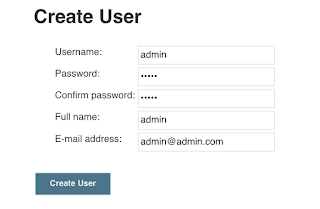 Create User
Username: admin
Password: •••••
Confirm password: •••••
Full name: admin
E-mail address: admin@admin.com
Create User